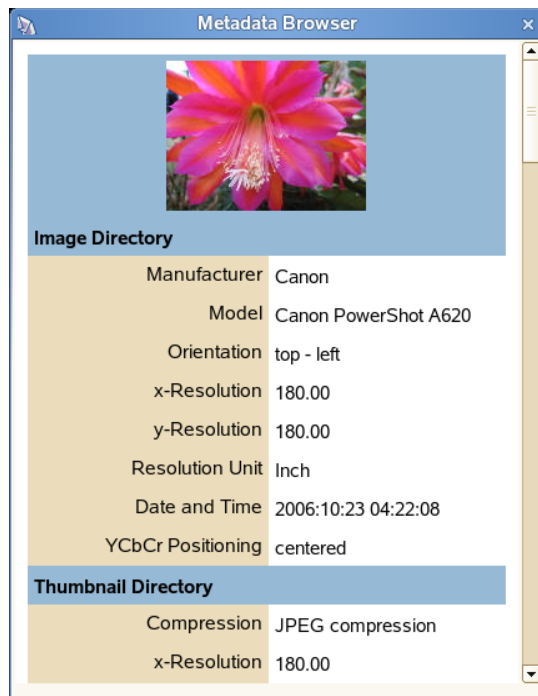 Metadata Browser
Image Directory
Manufacturer Canon
Model Canon PowerShot A620
Orientation top - left
x-Resolution 180.00
y-Resolution 180.00
Resolution Unit Inch
Date and Time 2006:10:23 04:22:08
YCbCr Positioning centered
Thumbnail Directory
Compression JPEG compression
x-Resolution 180.00